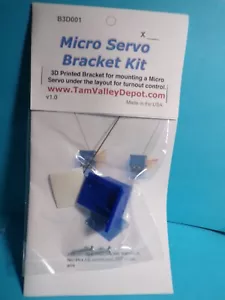 B3D001
X
Micro Servo
Bracket Kit
3D Printed Bracket for mounting a Micro
Servo under the layout for turnout control.
www.TamValleyDepot.com
v1.0
Made in the USA